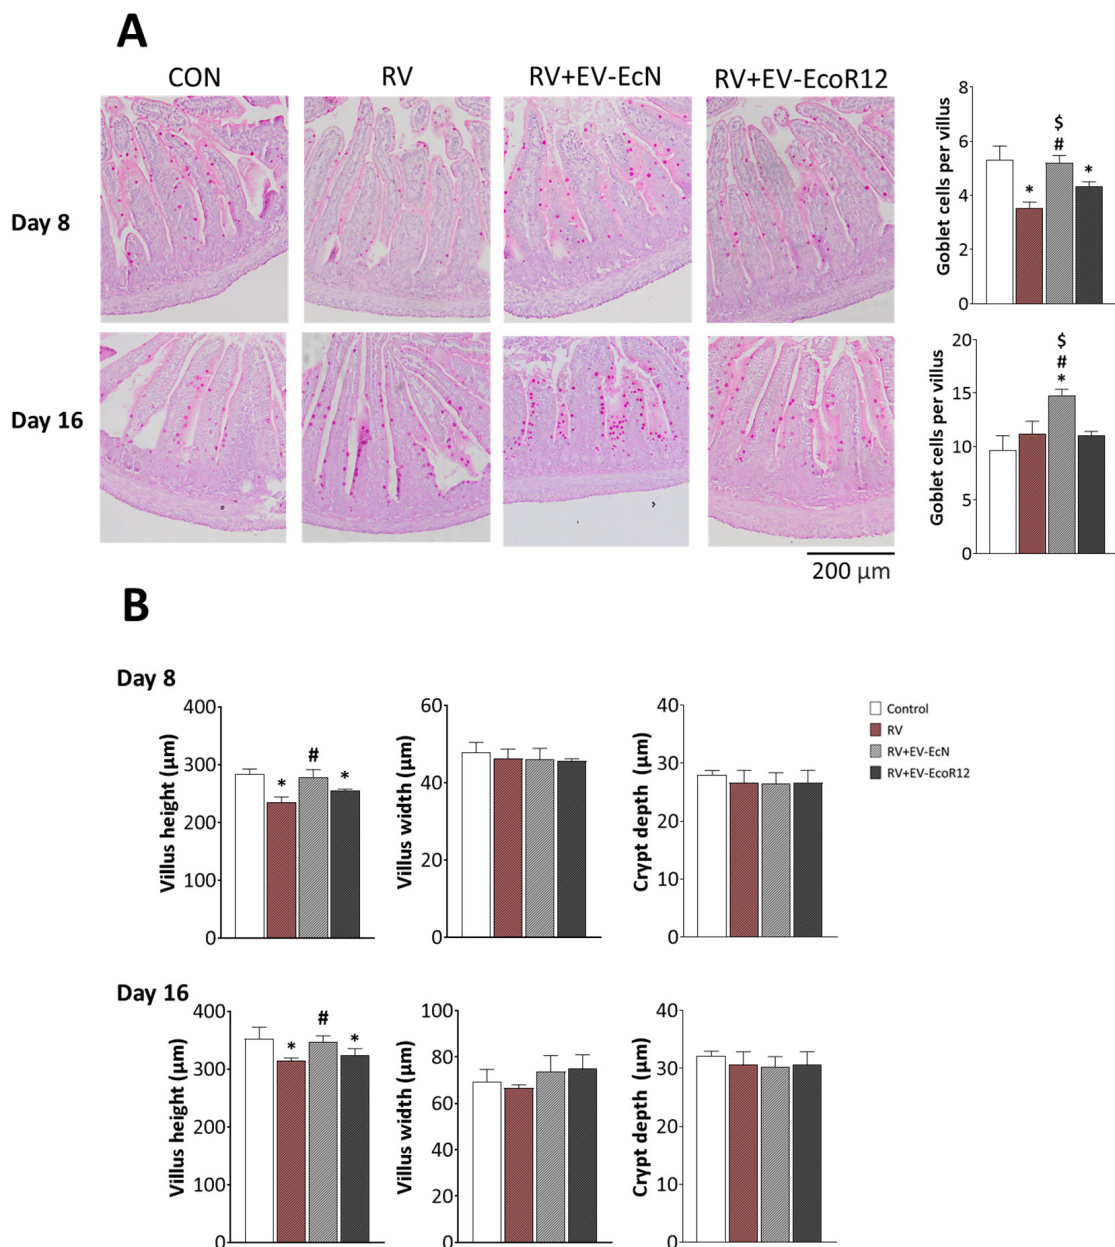 A
CON RV RV+EV-EcN RV+EV-EcoR12
Day 8
Goblet cells per villus
8
6
4
2
0
*
$
#
*
Day 16
Goblet cells per villus
20
15
10
5
0
$
#
*
200 µm
B
Day 8
Villus height (µm)
400
300
200
100
0
*
#
*
Villus width (µm)
60
40
20
0
Crypt depth (µm)
40
30
20
10
0
Control
RV
RV+EV-EcN
RV+EV-EcoR12
Day 16
Villus height (µm)
400
300
200
100
0
*
#
*
Villus width (µm)
100
80
60
40
20
0
Crypt depth (µm)
40
30
20
10
0